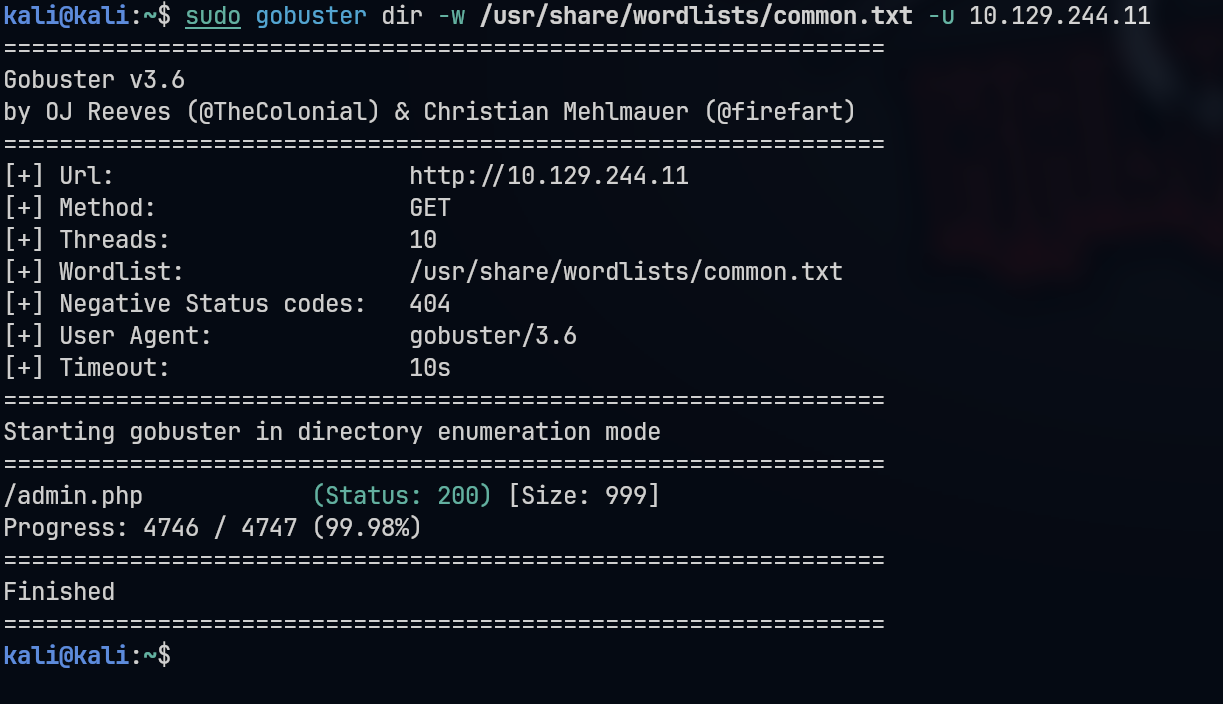 kali@kali:~$ sudo gobuster dir -w /usr/share/wordlists/common.txt -u 10.129.244.11
===============================================================
Gobuster v3.6
by OJ Reeves (@TheColonial) & Christian Mehlmauer (@firefart)
===============================================================
[+] Url:                     http://10.129.244.11
[+] Method:                  GET
[+] Threads:                 10
[+] Wordlist:                /usr/share/wordlists/common.txt
[+] Negative Status codes:   404
[+] User Agent:              gobuster/3.6
[+] Timeout:                 10s
===============================================================
Starting gobuster in directory enumeration mode
===============================================================
/admin.php            (Status: 200) [Size: 999]
Progress: 4746 / 4747 (99.98%)
===============================================================
Finished
===============================================================
kali@kali:~$